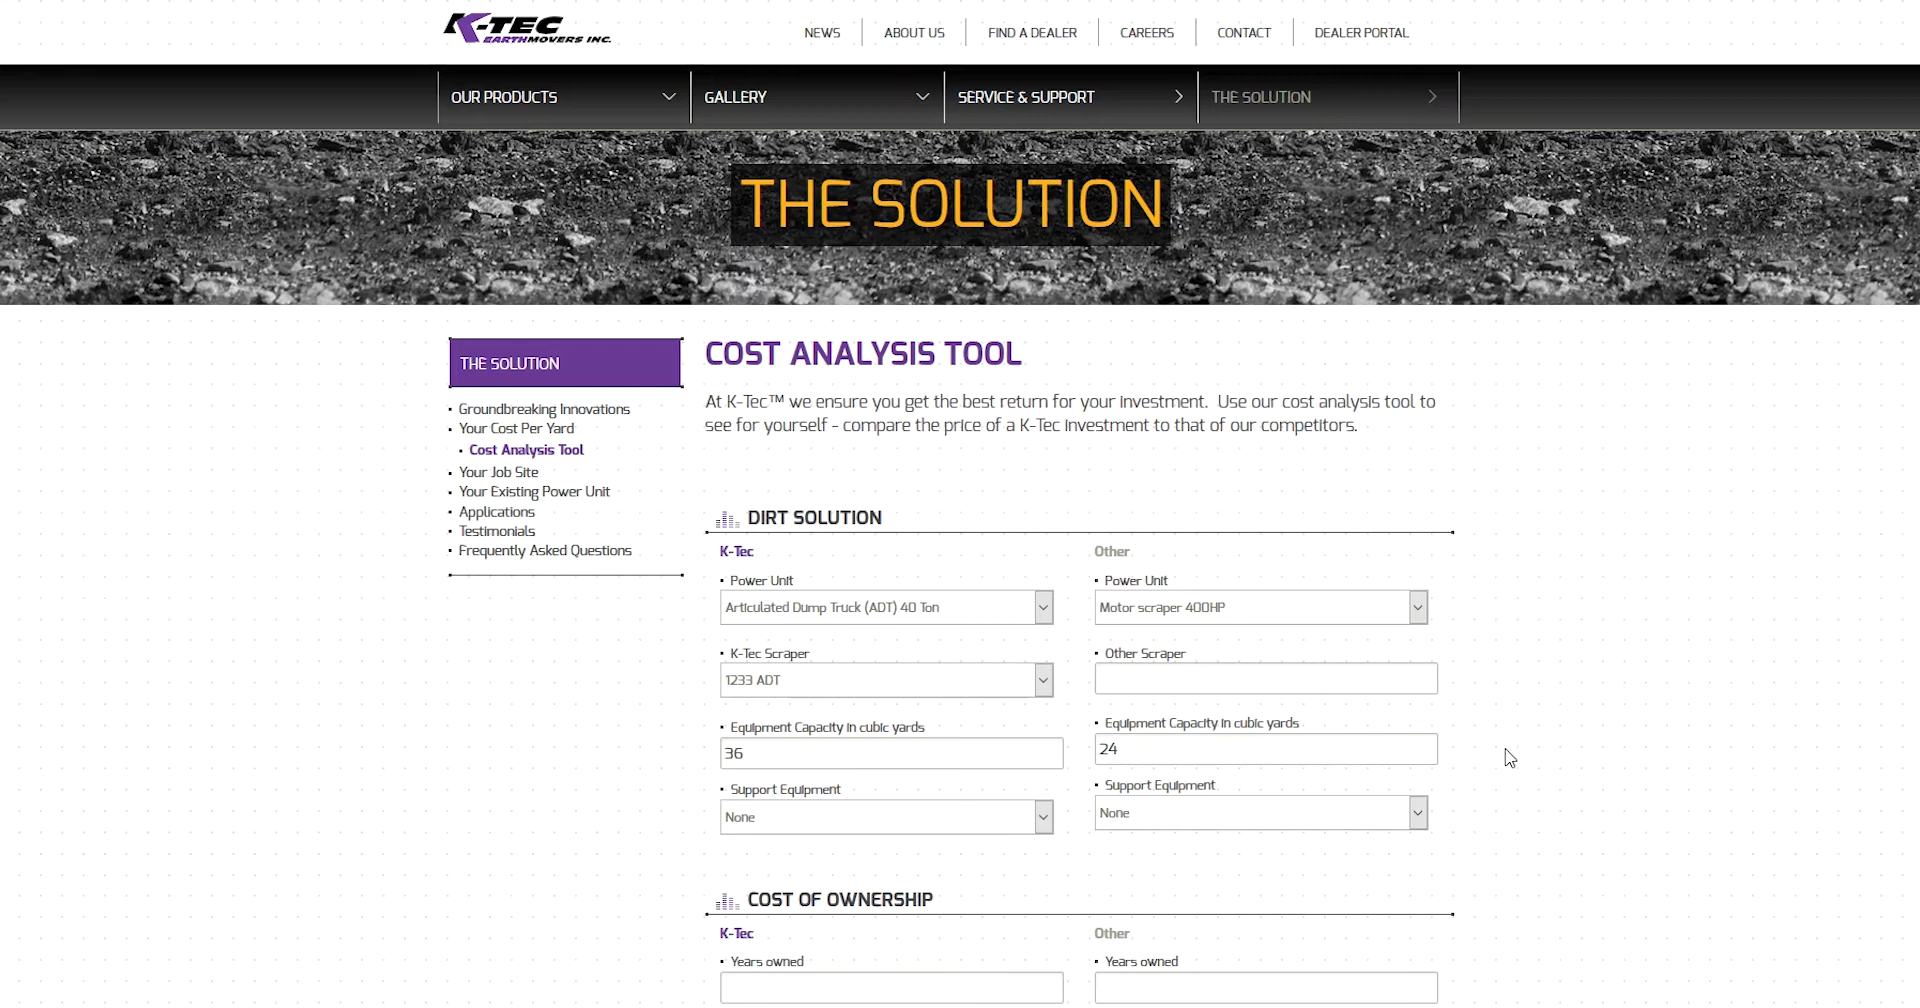 K-TEC
EARTHMOVERS INC.
NEWS
ABOUT US
FIND A DEALER
CAREERS
CONTACT
DEALER PORTAL
OUR PRODUCTS
GALLERY
SERVICE & SUPPORT
THE SOLUTION
THE SOLUTION
THE SOLUTION
Groundbreaking Innovations
Your Cost Per Yard
Cost Analysis Tool
Your Job Site
Your Existing Power Unit
Applications
Testimonials
Frequently Asked Questions
COST ANALYSIS TOOL
At K-Tec™ we ensure you get the best return for your investment. Use our cost analysis tool to
see for yourself - compare the price of a K-Tec investment to that of our competitors.
DIRT SOLUTION
K-Tec
Power Unit
Articulated Dump Truck (ADT) 40 Ton
K-Tec Scraper
1233 ADT
Equipment Capacity in cubic yards
36
Support Equipment
None
Other
Power Unit
Motor scraper 400HP
Other Scraper
Equipment Capacity in cubic yards
24
Support Equipment
None
COST OF OWNERSHIP
K-Tec
Years owned
Other
Years owned